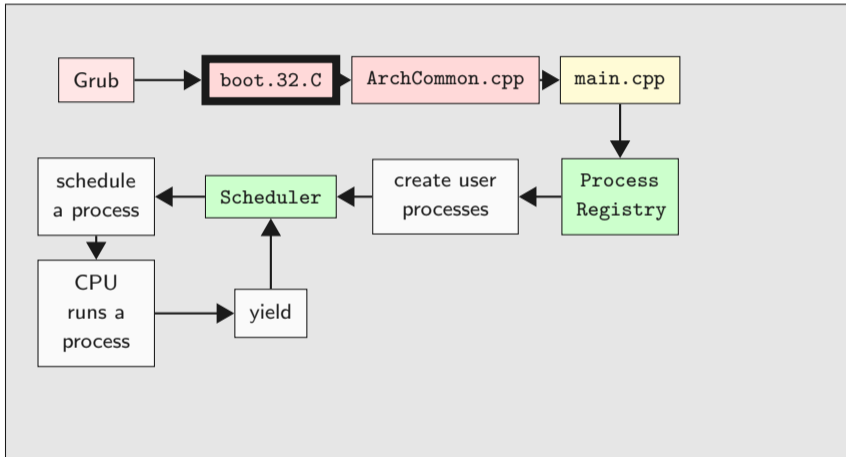 Grub
boot.32.C
ArchCommon.cpp
main.cpp
schedule
a process
Scheduler
create user
processes
Process
Registry
CPU
runs a
process
yield